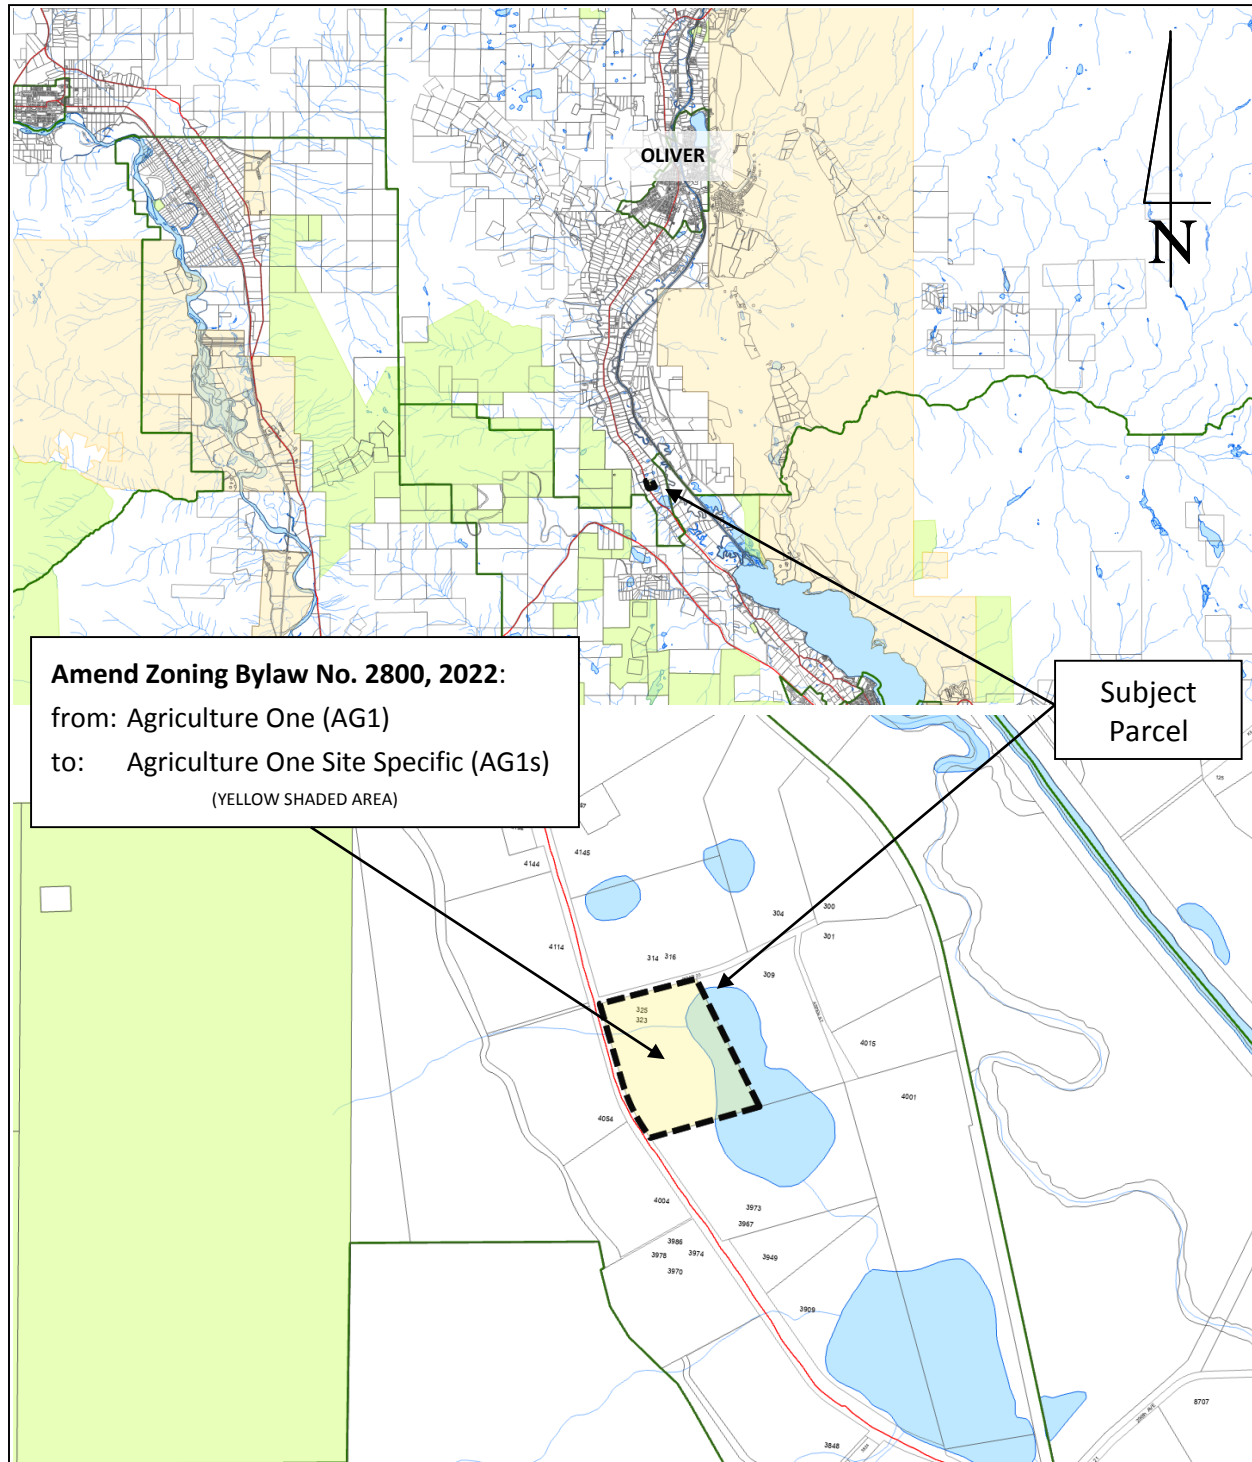 OLIVER
N
Amend Zoning Bylaw No. 2800, 2022:
from: Agriculture One (AG1)
to: Agriculture One Site Specific (AG1s)
(YELLOW SHADED AREA)
Subject
Parcel
4145
4144
4114
304
300
301
314 316
309
325
323
4015
4001
4054
4004
3973
3967
3986
3978 3974
3970
3949
3909
3848
8707